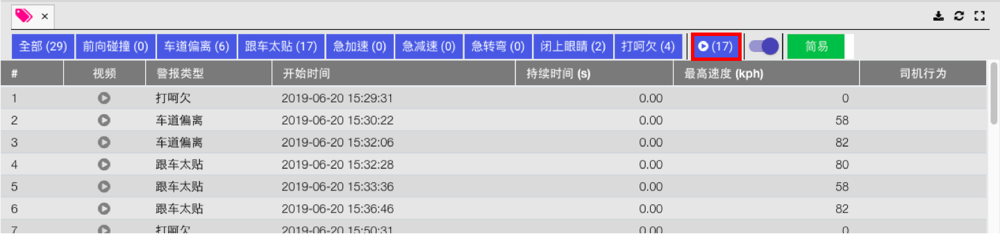 ×
全部 (29) 前向碰撞 (0) 车道偏离 (6) 跟车太贴 (17) 急加速 (0) 急减速 (0) 急转弯 (0) 闭上眼睛 (2) 打呵欠 (4) (17) 简易
# 视频 警报类型 开始时间 持续时间 (s) 最高速度 (kph) 司机行为
1 打呵欠 2019-06-20 15:29:31 0.00 0
2 车道偏离 2019-06-20 15:30:22 0.00 58
3 车道偏离 2019-06-20 15:32:06 0.00 82
4 跟车太贴 2019-06-20 15:32:28 0.00 80
5 跟车太贴 2019-06-20 15:33:36 0.00 58
6 跟车太贴 2019-06-20 15:36:46 0.00 82
7 打呵欠 2019-06-20 15:50:31 0.00 0